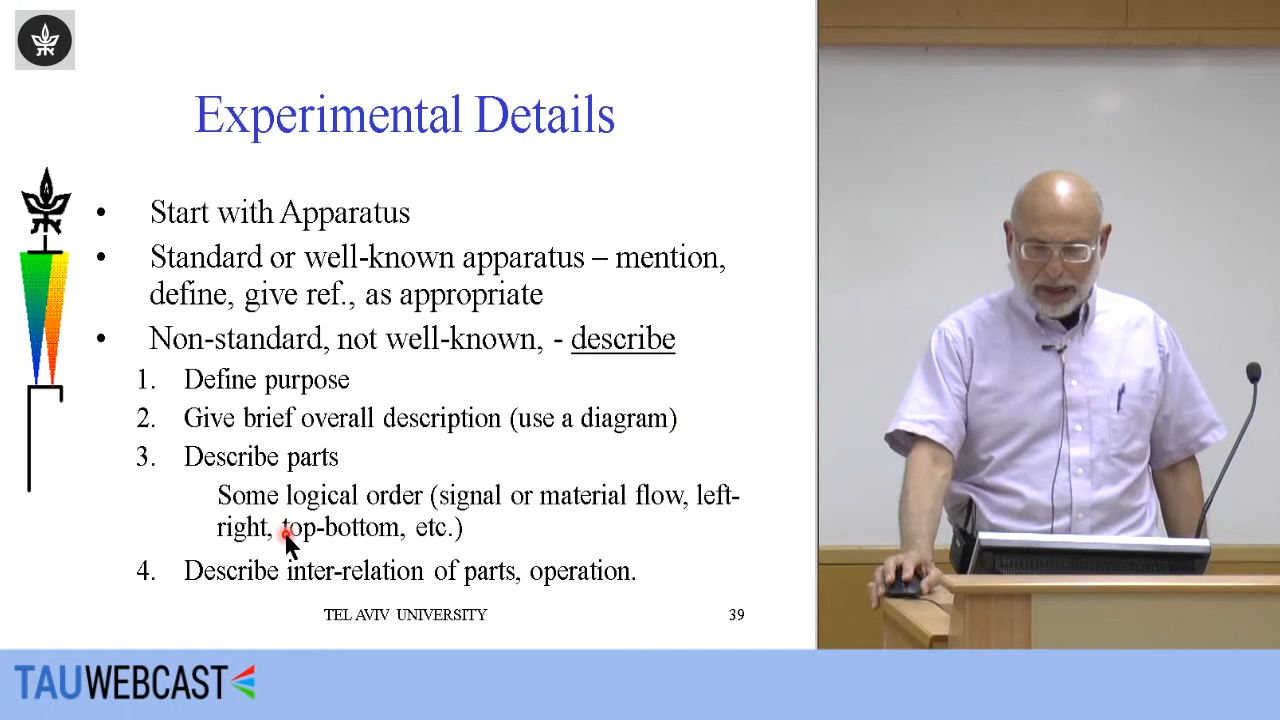 Experimental Details
• Start with Apparatus
• Standard or well-known apparatus – mention,
define, give ref., as appropriate
• Non-standard, not well-known, - describe
1. Define purpose
2. Give brief overall description (use a diagram)
3. Describe parts
Some logical order (signal or material flow, left-
right, top-bottom, etc.)
4. Describe inter-relation of parts, operation.
TEL AVIV UNIVERSITY 39
TAUWEBCAST